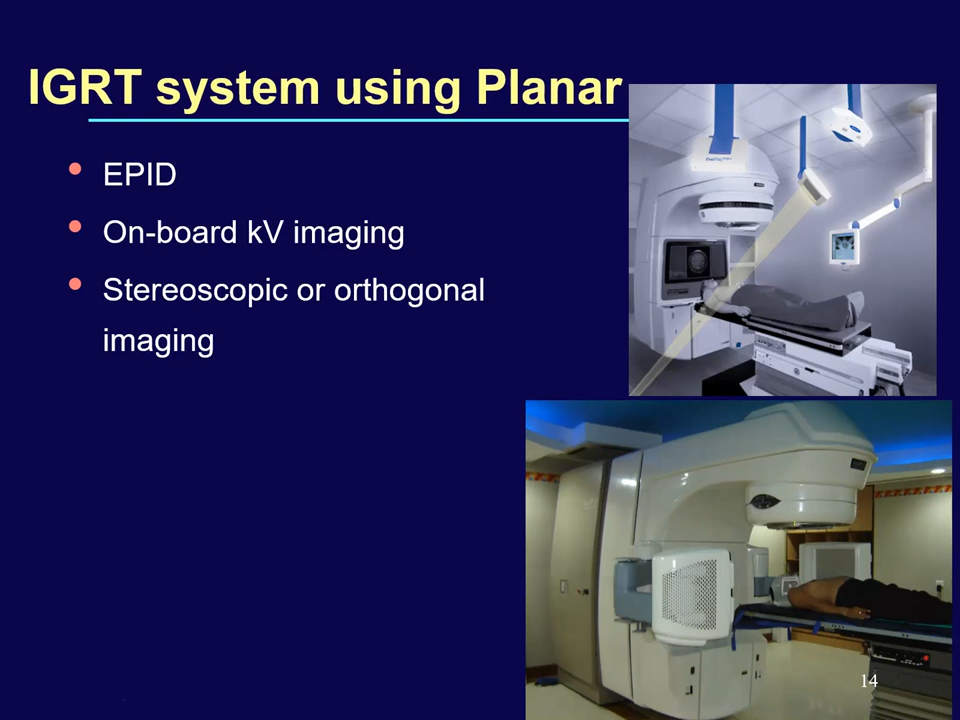 IGRT system using Planar
EPID
On-board kV imaging
Stereoscopic or orthogonal
imaging
14